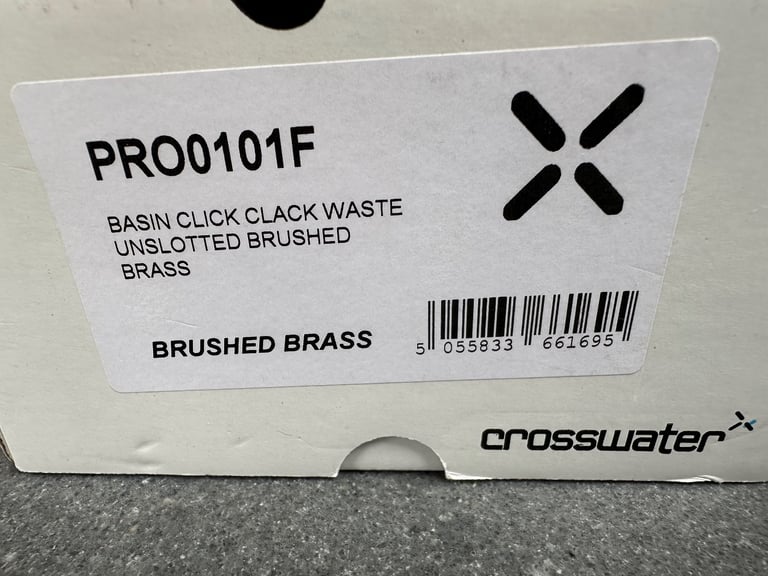 PRO0101F
BASIN CLICK CLACK WASTE
UNSLOTTED BRUSHED
BRASS
BRUSHED BRASS
5 055833 661695
crosswater